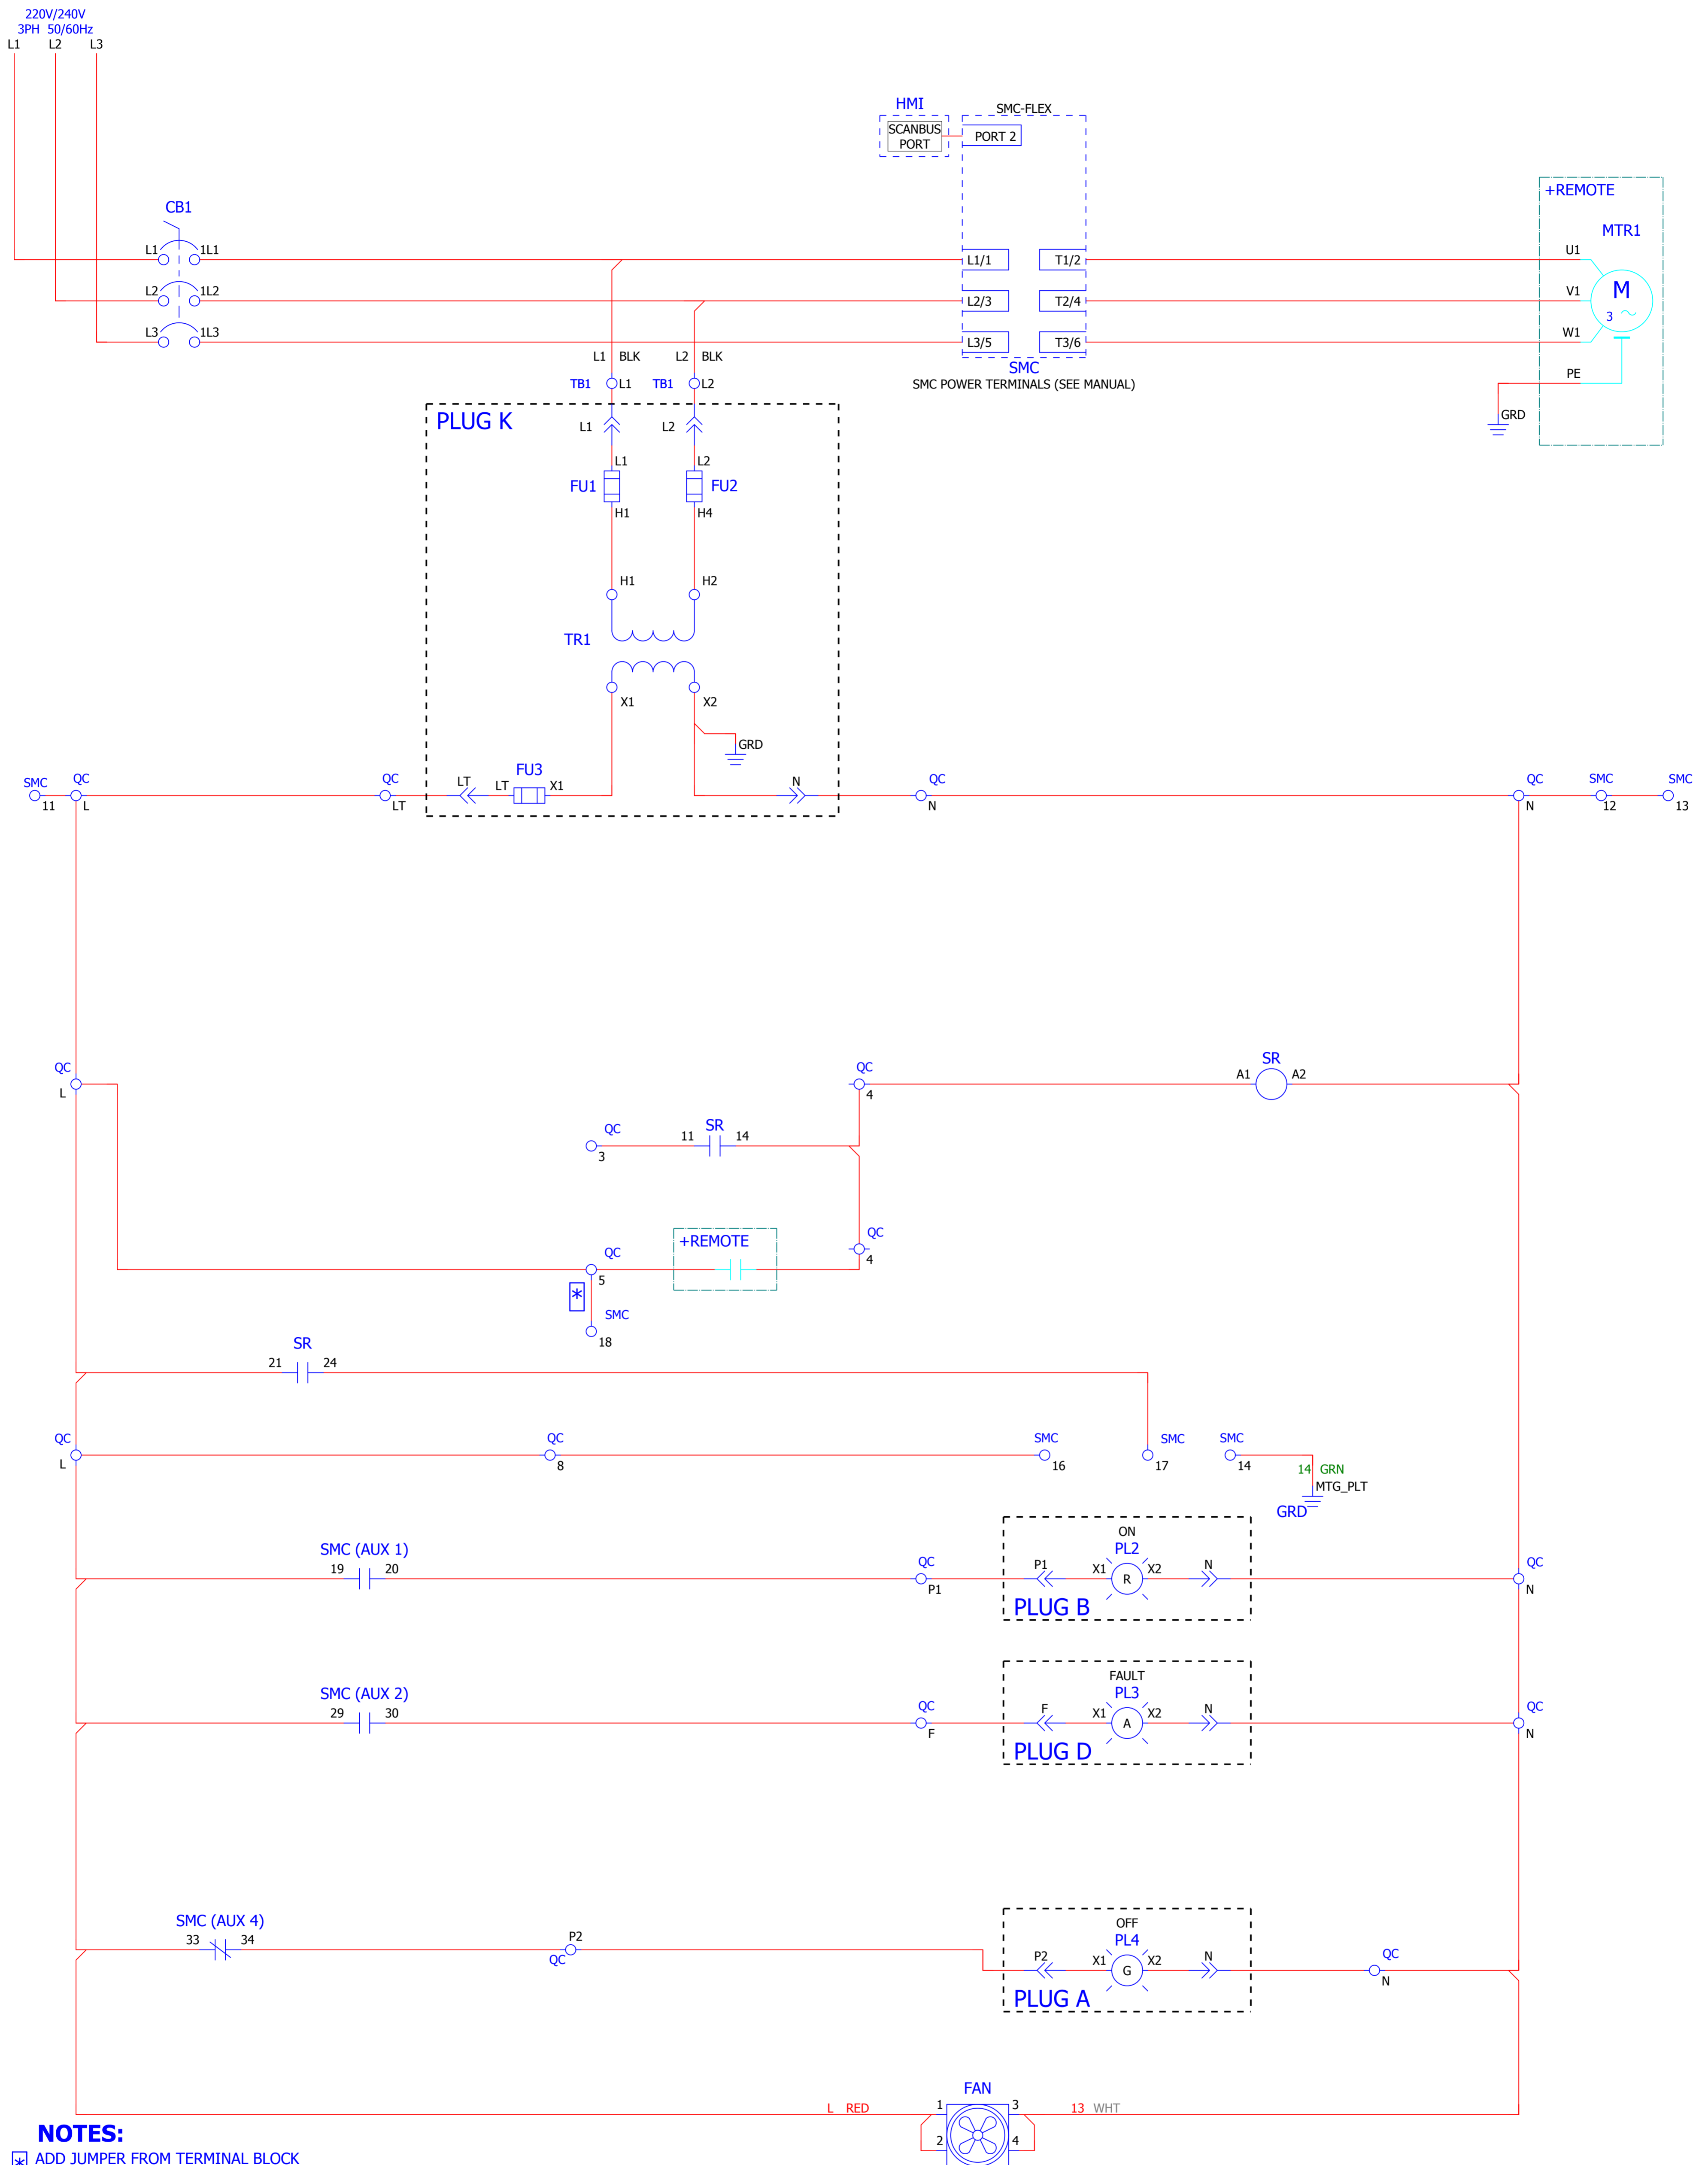 220V/240V
3PH 50/60Hz
L1 L2 L3
HMI
SCANBUS
PORT
SMC-FLEX
PORT 2
+REMOTE
MTR1
CB1
L1 1L1
L2 1L2
L3 1L3
L1/1 T1/2
L2/3 T2/4
L3/5 T3/6
SMC
SMC POWER TERMINALS (SEE MANUAL)
U1
V1
W1
PE
M
3
GRD
L1 BLK L2 BLK
TB1 L1 TB1 L2
PLUG K
L1 L2
L1 L2
FU1 FU2
H1 H4
H1 H2
TR1
X1 X2
GRD
SMC QC QC LT LT FU3 X1 N QC QC SMC SMC
11 L LT N N 12 13
QC QC SR
L 4 A1 A2
QC SR
3 11 14
+REMOTE
QC QC
5 4
*
SMC
18
SR
21 24
QC QC SMC SMC SMC
L 8 16 17 14
14 GRN
MTG_PLT
GRD
SMC (AUX 1)
19 20
QC
P1
ON
PL2
P1 X1 R X2 N
PLUG B
QC
N
SMC (AUX 2)
29 30
QC
F
FAULT
PL3
F X1 A X2 N
PLUG D
QC
N
SMC (AUX 4)
33 34
P2
QC
OFF
PL4
P2 X1 G X2 N
PLUG A
QC
N
FAN
L RED 1 3 13 WHT
2 4
NOTES:
* ADD JUMPER FROM TERMINAL BLOCK